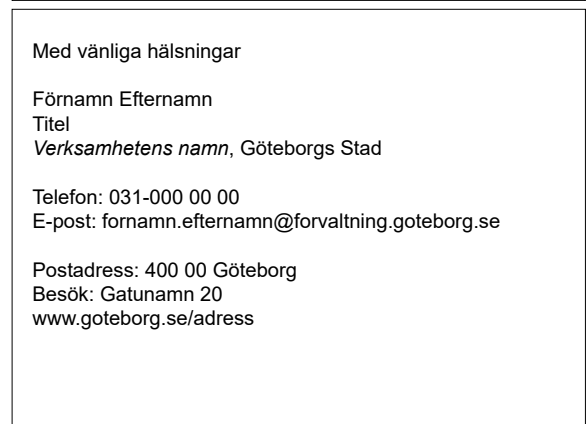 Med vänliga hälsningar
Förnamn Efternamn
Titel
Verksamhetens namn, Göteborgs Stad
Telefon: 031-000 00 00
E-post: fornamn.efternamn@forvaltning.goteborg.se
Postadress: 400 00 Göteborg
Besök: Gatunamn 20
www.goteborg.se/adress